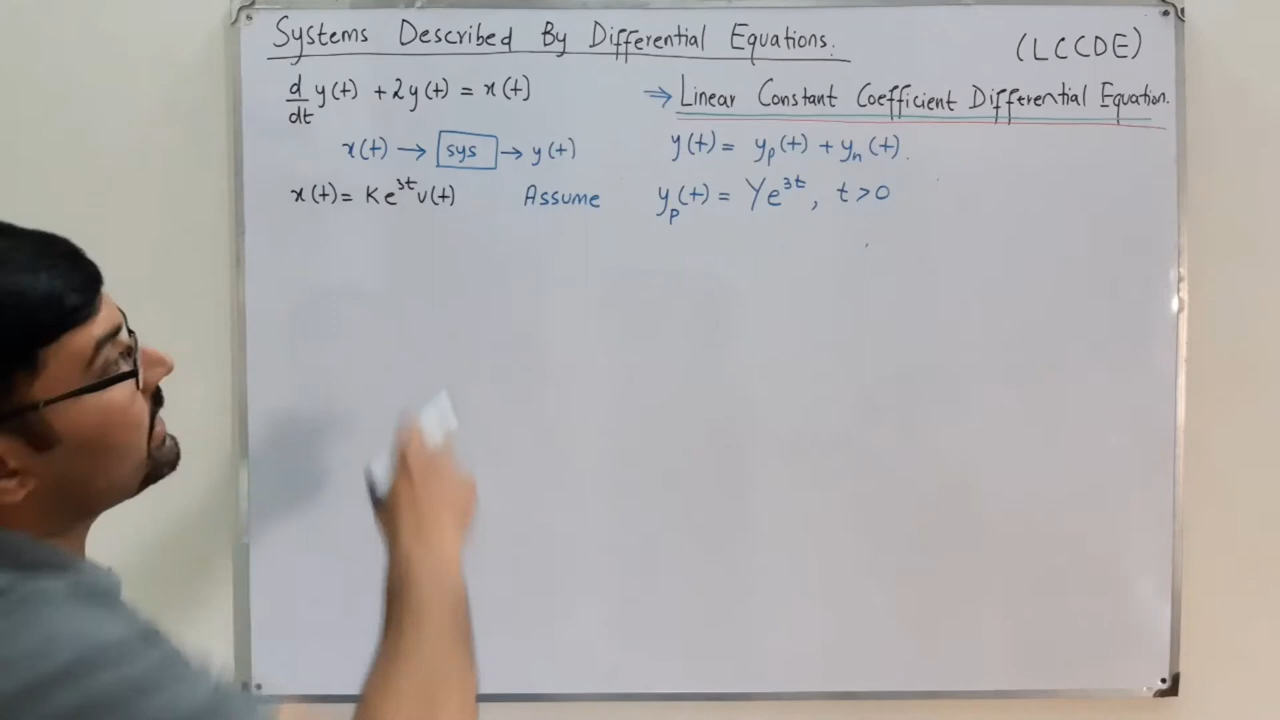 Systems Described By Differential Equations. (LCCDE)
d/dt y(t) + 2y(t) = x(t) ⇒ Linear Constant Coefficient Differential Equation.
x(t) → sys → y(t) y(t) = yₚ(t) + yₙ(t).
x(t) = Ke^{3t} u(t) Assume yₚ(t) = Ye^{3t}, t > 0